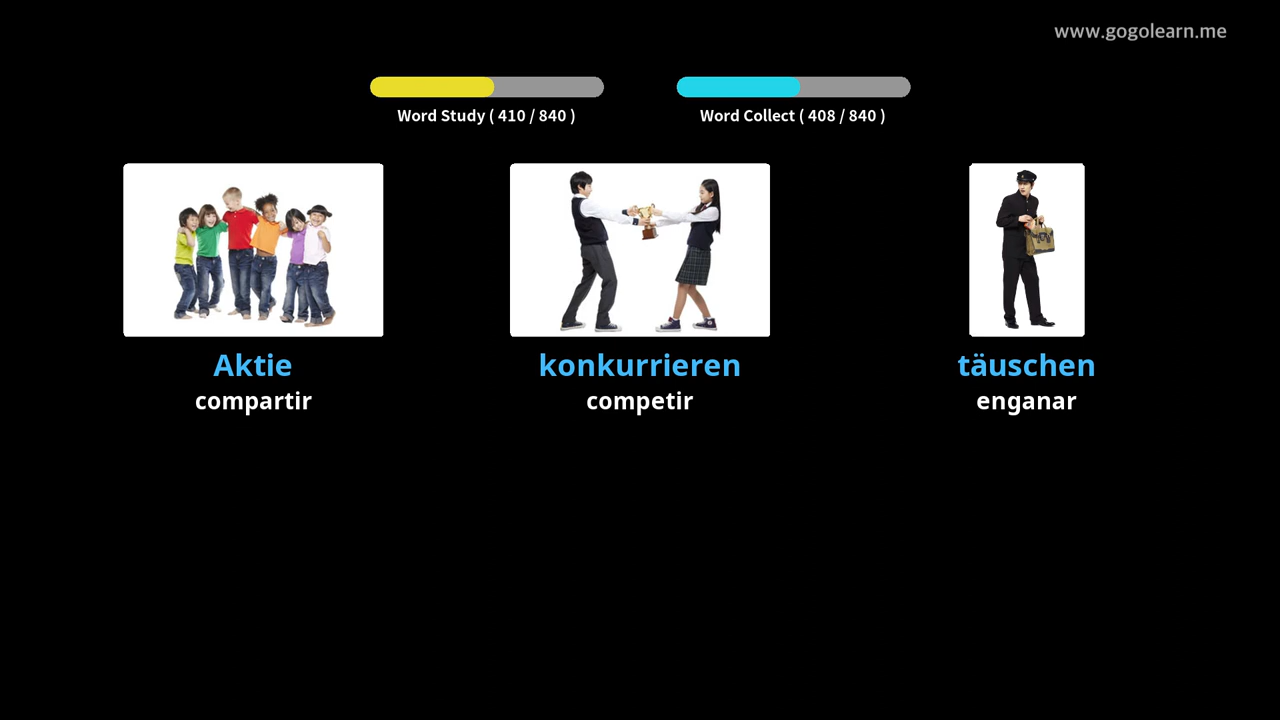 www.gogolearn.me
Word Study ( 410 / 840 )
Word Collect ( 408 / 840 )
Aktie
compartir
konkurrieren
competir
täuschen
enganar